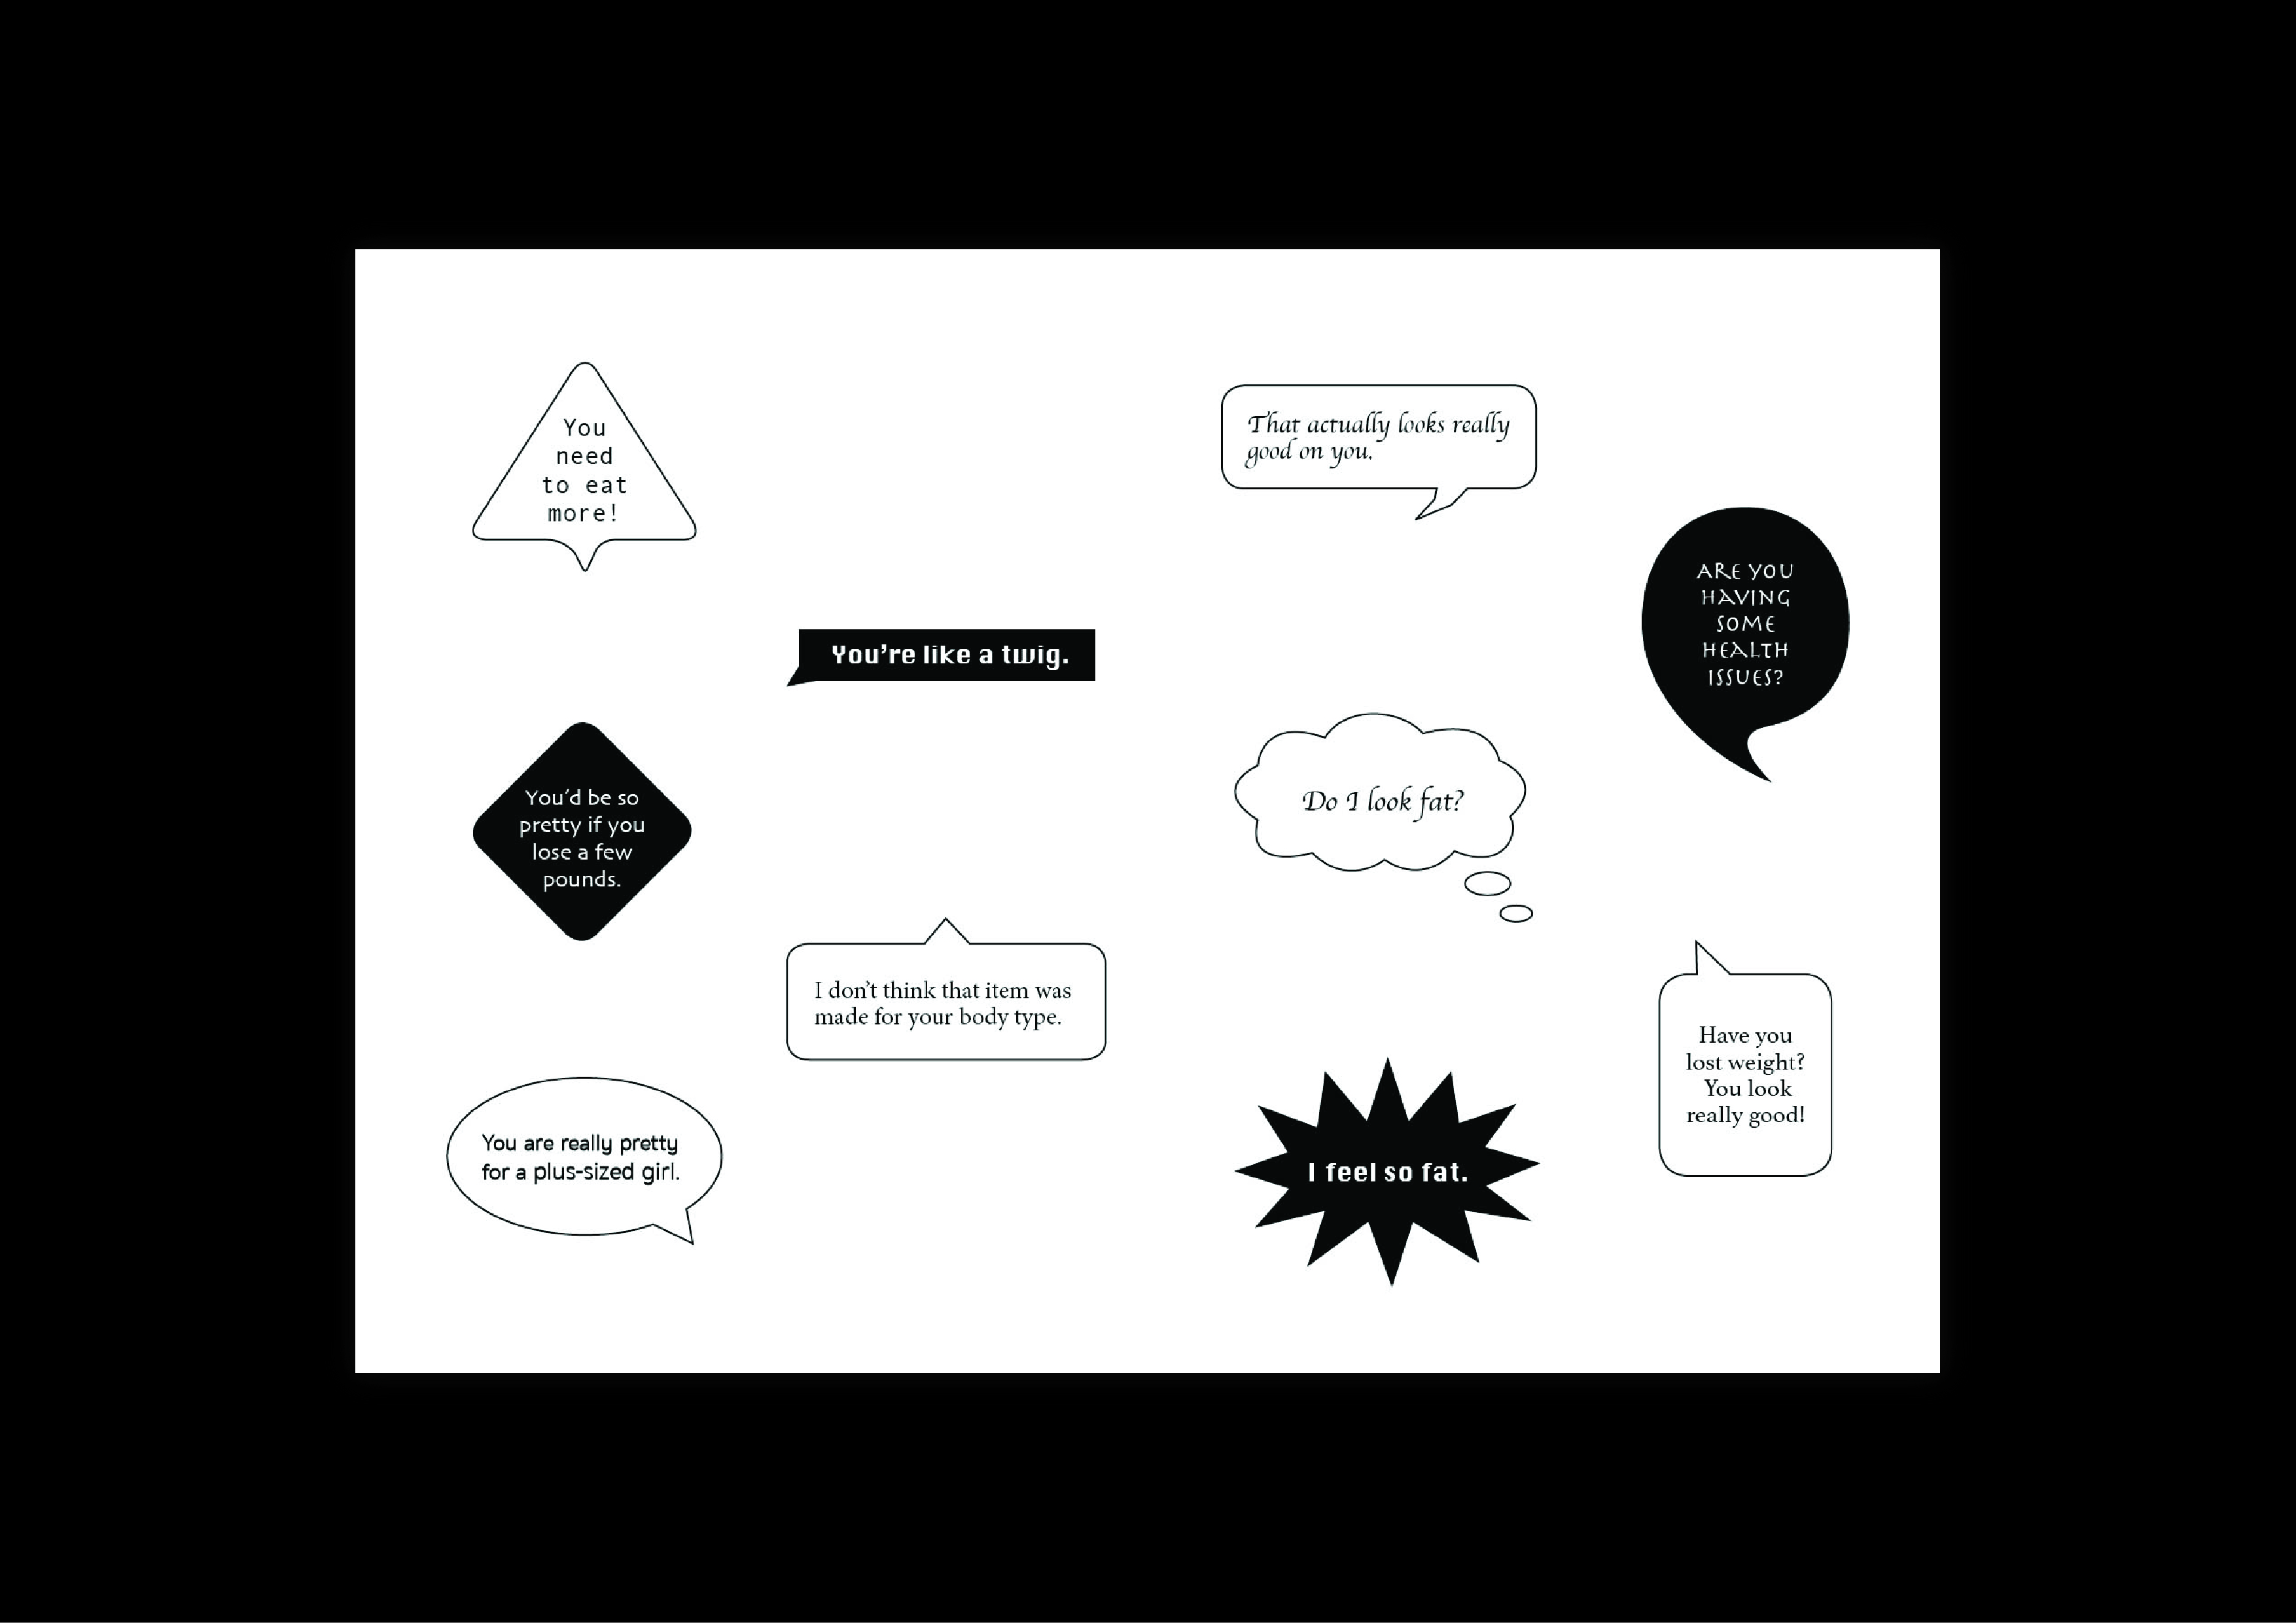 You
need
to eat
more!
That actually looks really
good on you.
ARE YOU
HAVING
SOME
HEALTH
ISSUES?
You're like a twig.
You'd be so
pretty if you
lose a few
pounds.
Do I look fat?
I don't think that item was
made for your body type.
Have you
lost weight?
You look
really good!
You are really pretty
for a plus-sized girl.
I feel so fat.